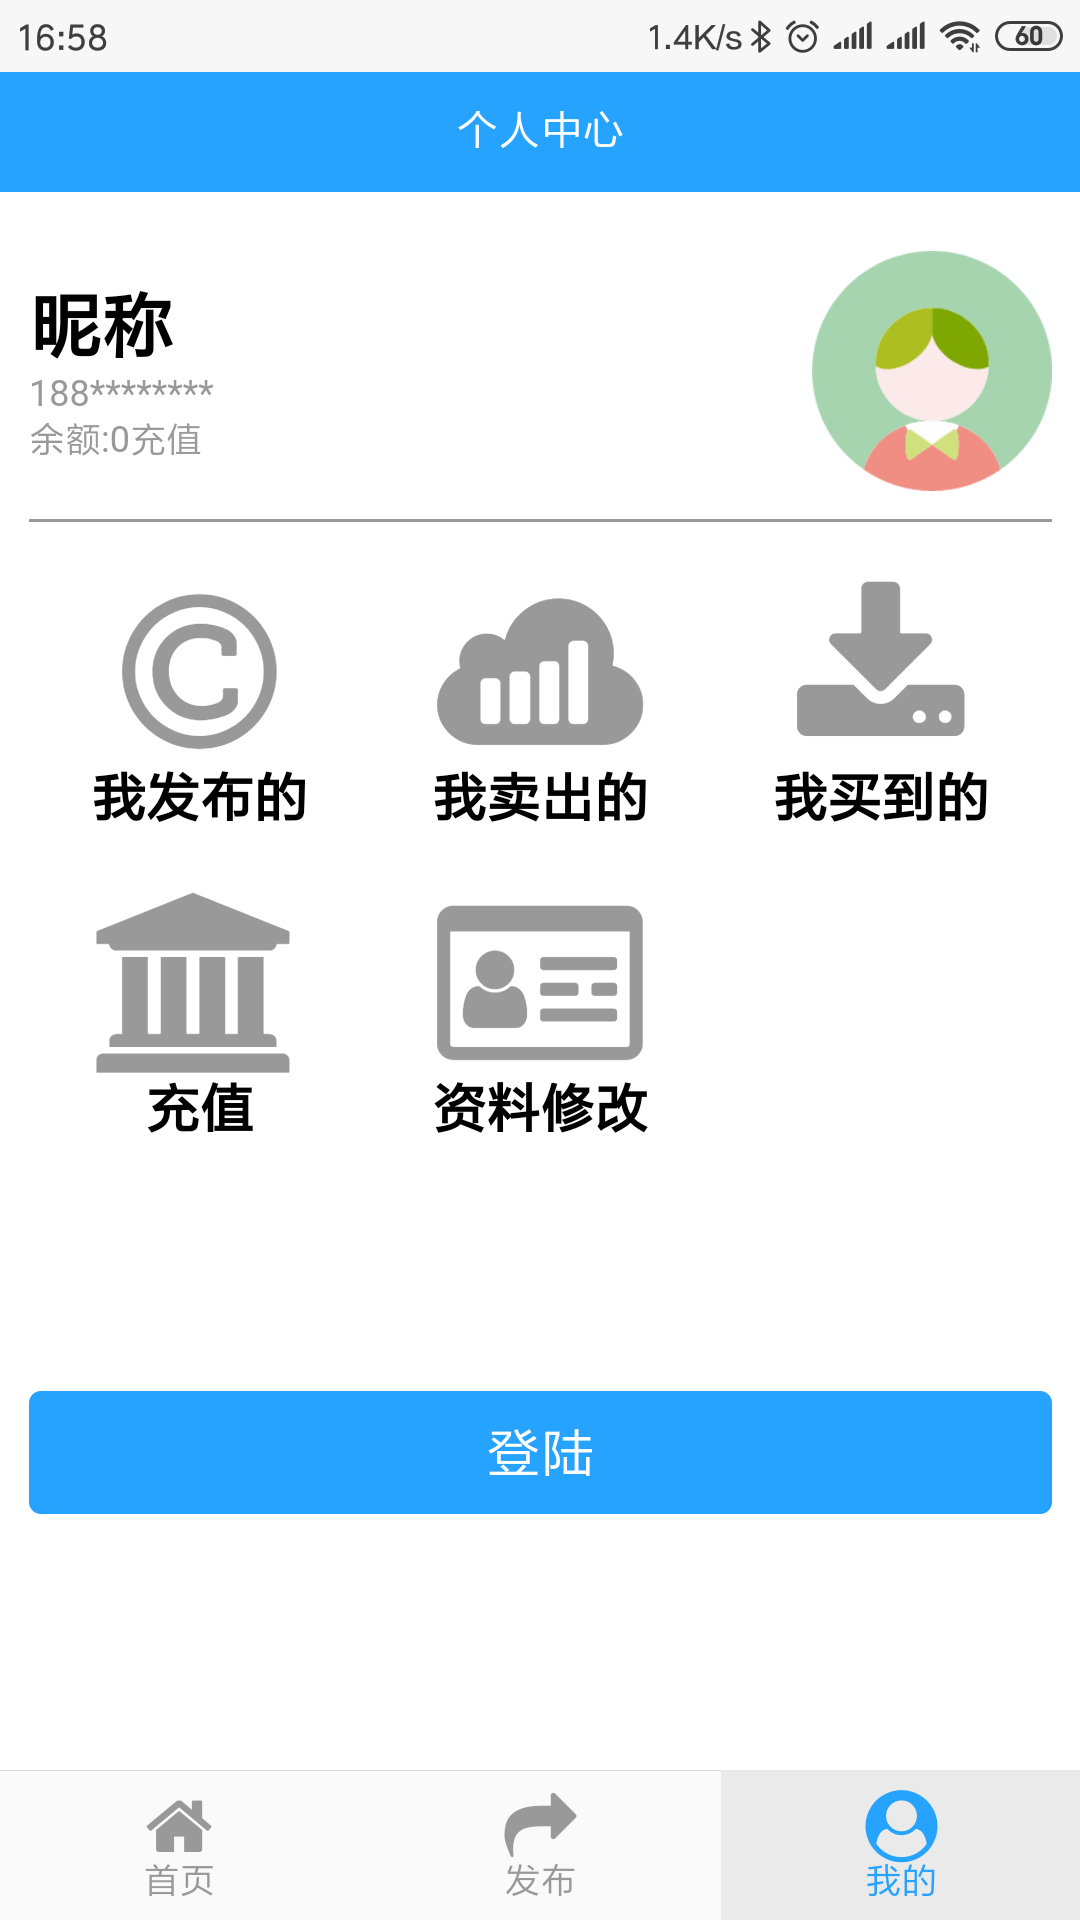 16:58 1.4K/s 60
个人中心
昵称
188********
余额:0充值
我发布的 我卖出的 我买到的
充值 资料修改
登陆
首页 发布 我的